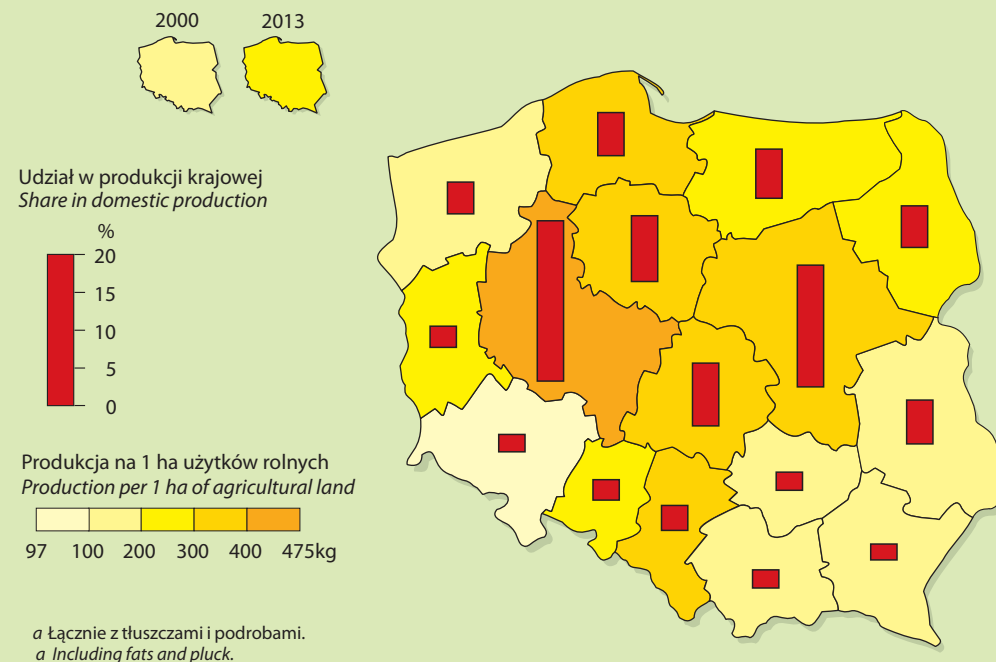 2000 2013
Udział w produkcji krajowej
Share in domestic production
%
20
15
10
5
0
Produkcja na 1 ha użytków rolnych
Production per 1 ha of agricultural land
97 100 200 300 400 475kg
a Łącznie z tłuszczami i podrobami.
a Including fats and pluck.